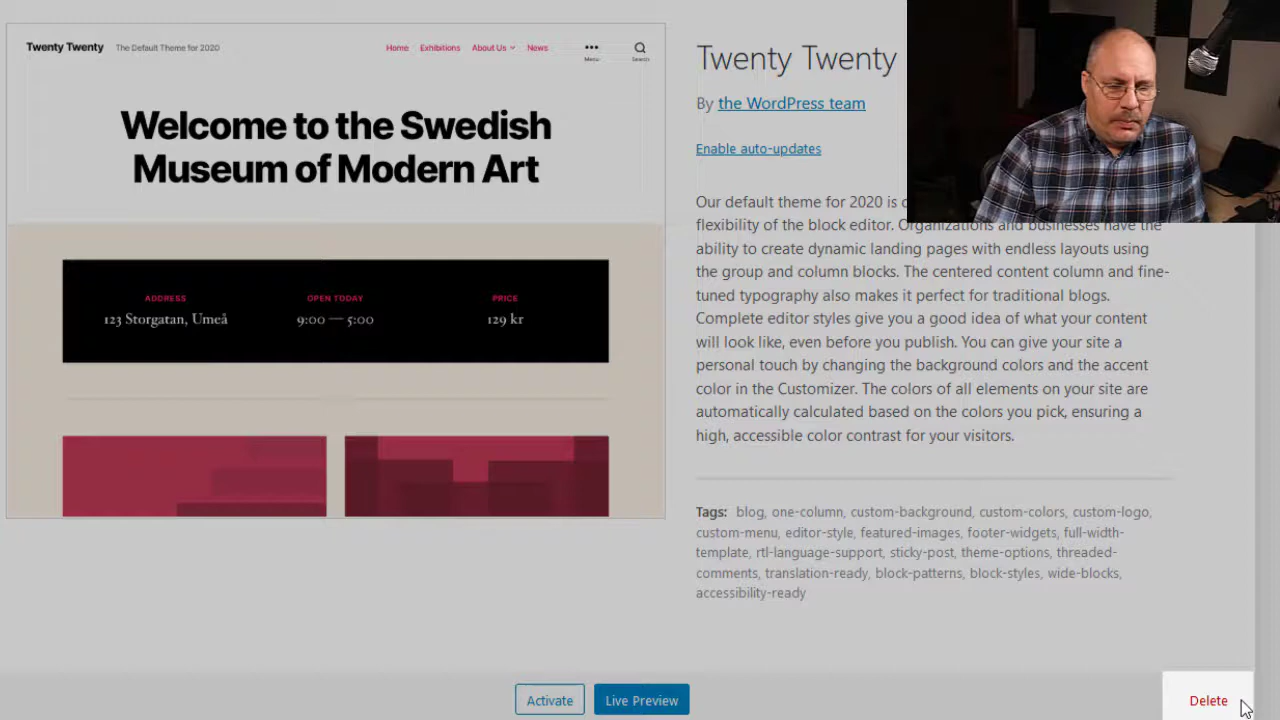 Twenty Twenty The Default Theme for 2020 Home Exhibitions About Us News
Menu Search
Welcome to the Swedish
Museum of Modern Art
ADDRESS OPEN TODAY PRICE
123 Storgatan, Umeå 9:00 — 5:00 129 kr
Twenty Twenty
By the WordPress team
Enable auto-updates
Our default theme for 2020 is
flexibility of the block editor. Organizations and businesses have the
ability to create dynamic landing pages with endless layouts using
the group and column blocks. The centered content column and fine-
tuned typography also makes it perfect for traditional blogs.
Complete editor styles give you a good idea of what your content
will look like, even before you publish. You can give your site a
personal touch by changing the background colors and the accent
color in the Customizer. The colors of all elements on your site are
automatically calculated based on the colors you pick, ensuring a
high, accessible color contrast for your visitors.
Tags: blog, one-column, custom-background, custom-colors, custom-logo,
custom-menu, editor-style, featured-images, footer-widgets, full-width-
template, rtl-language-support, sticky-post, theme-options, threaded-
comments, translation-ready, block-patterns, block-styles, wide-blocks,
accessibility-ready
Activate Live Preview Delete